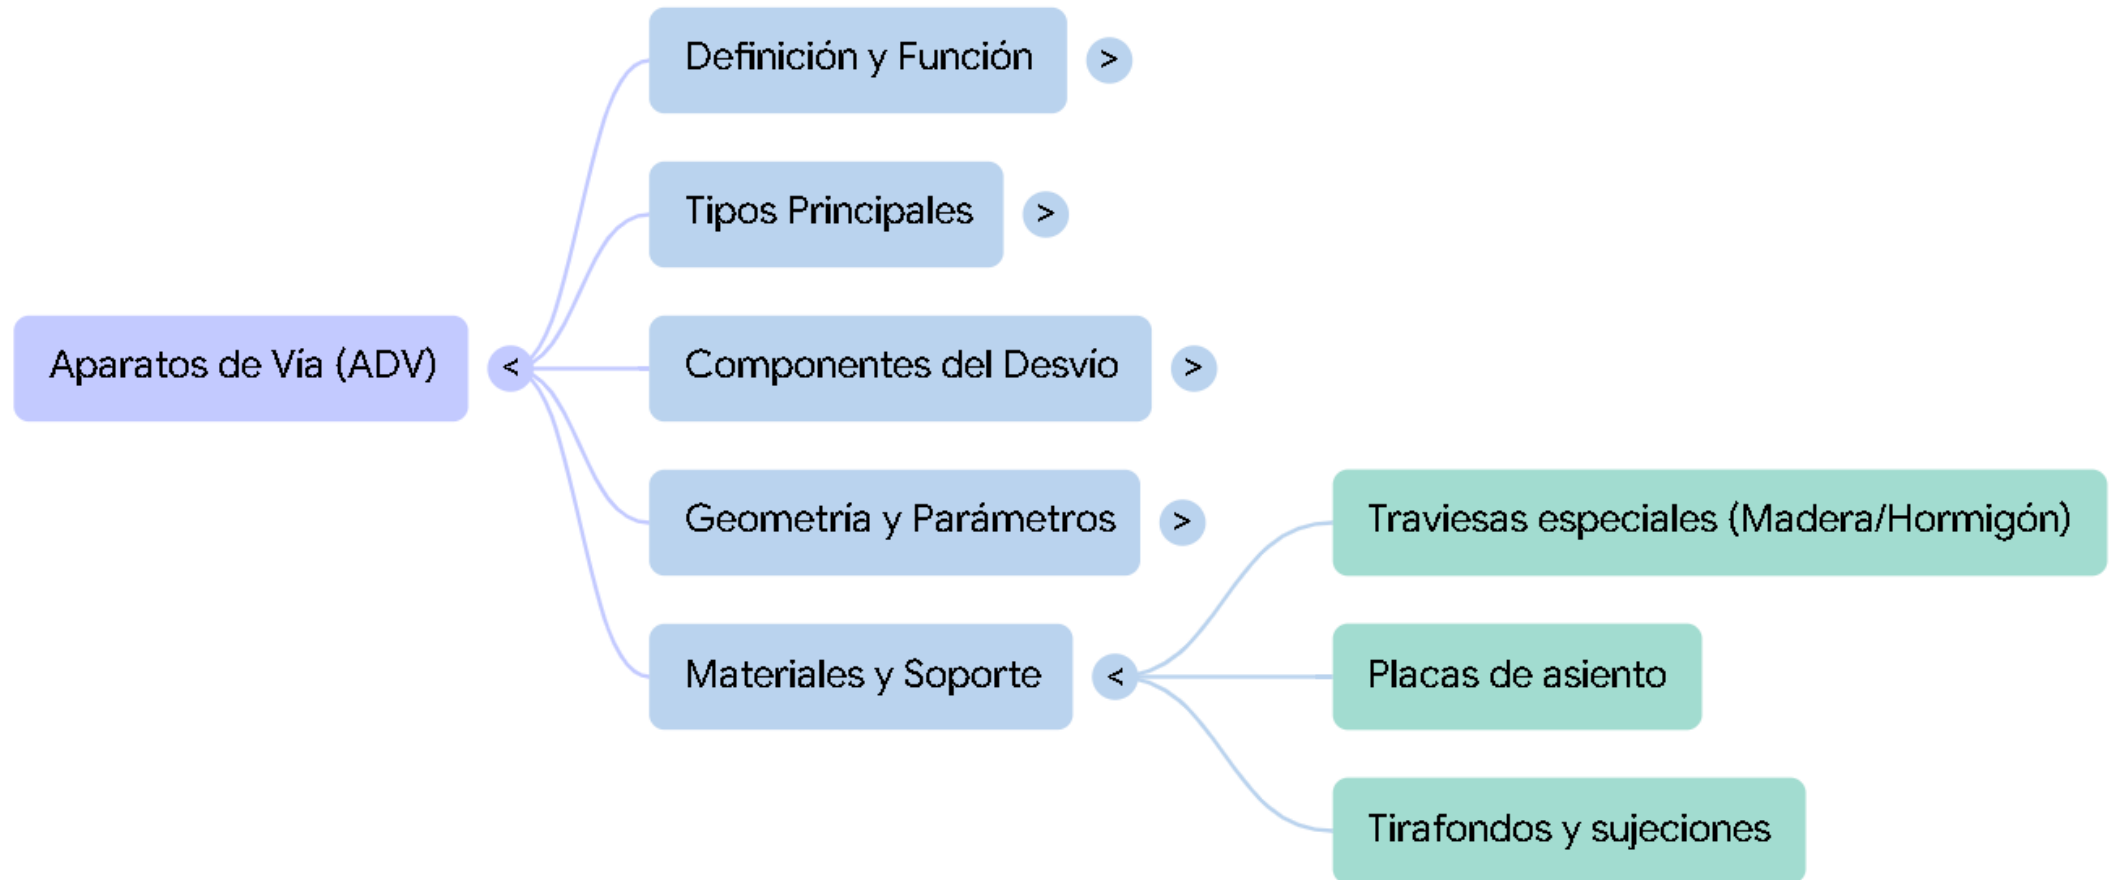 Aparatos de Vía (ADV)
<
Definición y Función
>
Tipos Principales
>
Componentes del Desvío
>
Geometría y Parámetros
>
Materiales y Soporte
<
Traviesas especiales (Madera/Hormigón)
Placas de asiento
Tirafondos y sujeciones